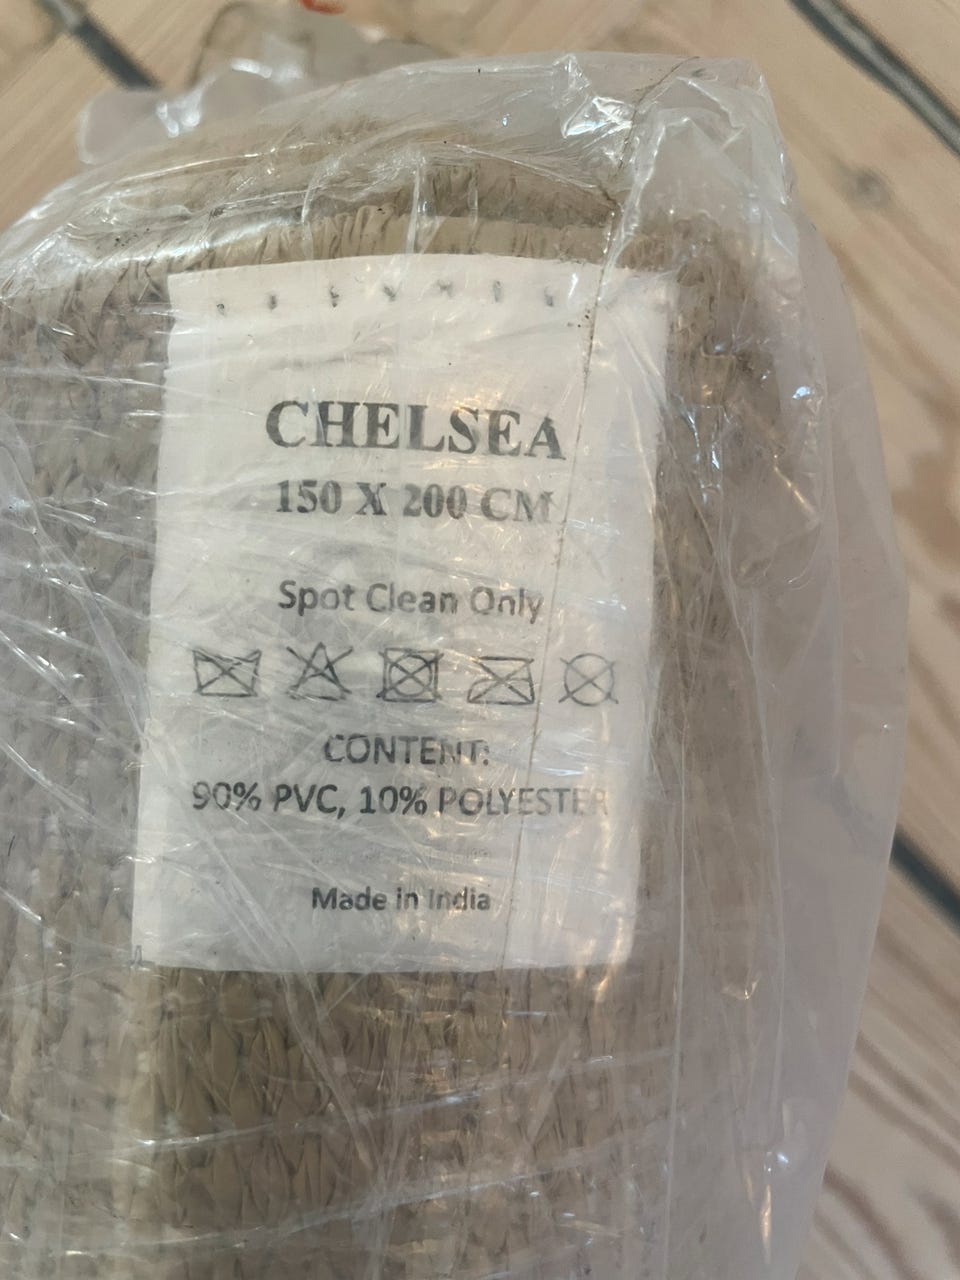 CHELSEA
150 X 200 CM
Spot Clean Only
CONTENT:
90% PVC, 10% POLYESTER
Made in India